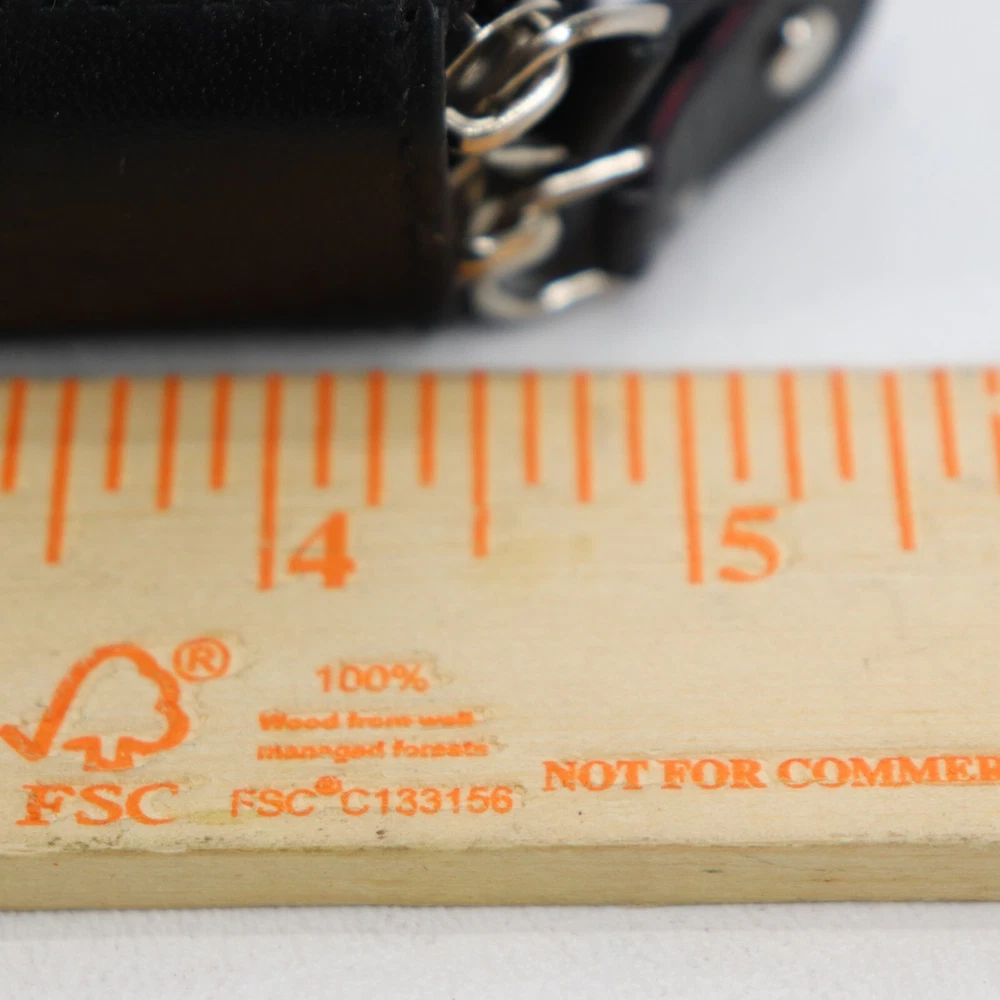 4 5
®
100%
Wood from well
managed forests
FSC
FSC® C133156
NOT FOR COMMER